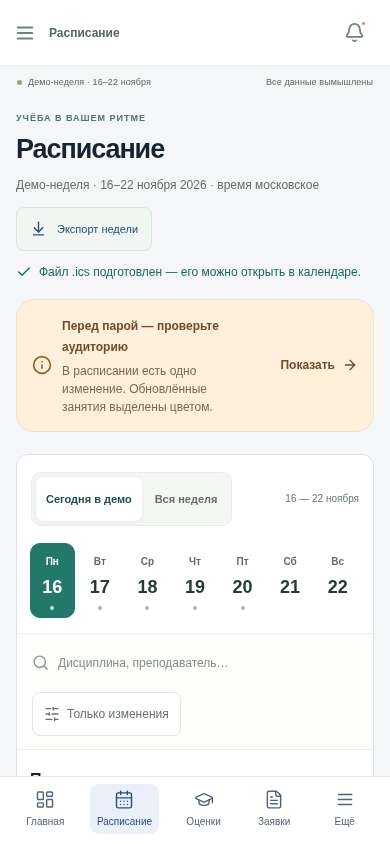 Расписание
Демо-неделя · 16–22 ноября
Все данные вымышлены
УЧЁБА В ВАШЕМ РИТМЕ
Расписание
Демо-неделя · 16–22 ноября 2026 · время московское
Экспорт недели
Файл .ics подготовлен — его можно открыть в календаре.
Перед парой — проверьте
аудиторию
В расписании есть одно
изменение. Обновлённые
занятия выделены цветом.
Показать
Сегодня в демо
Вся неделя
16 — 22 ноября
Пн Вт Ср Чт Пт Сб Вс
16 17 18 19 20 21 22
Дисциплина, преподаватель…
Только изменения
Главная
Расписание
Оценки
Заявки
Ещё